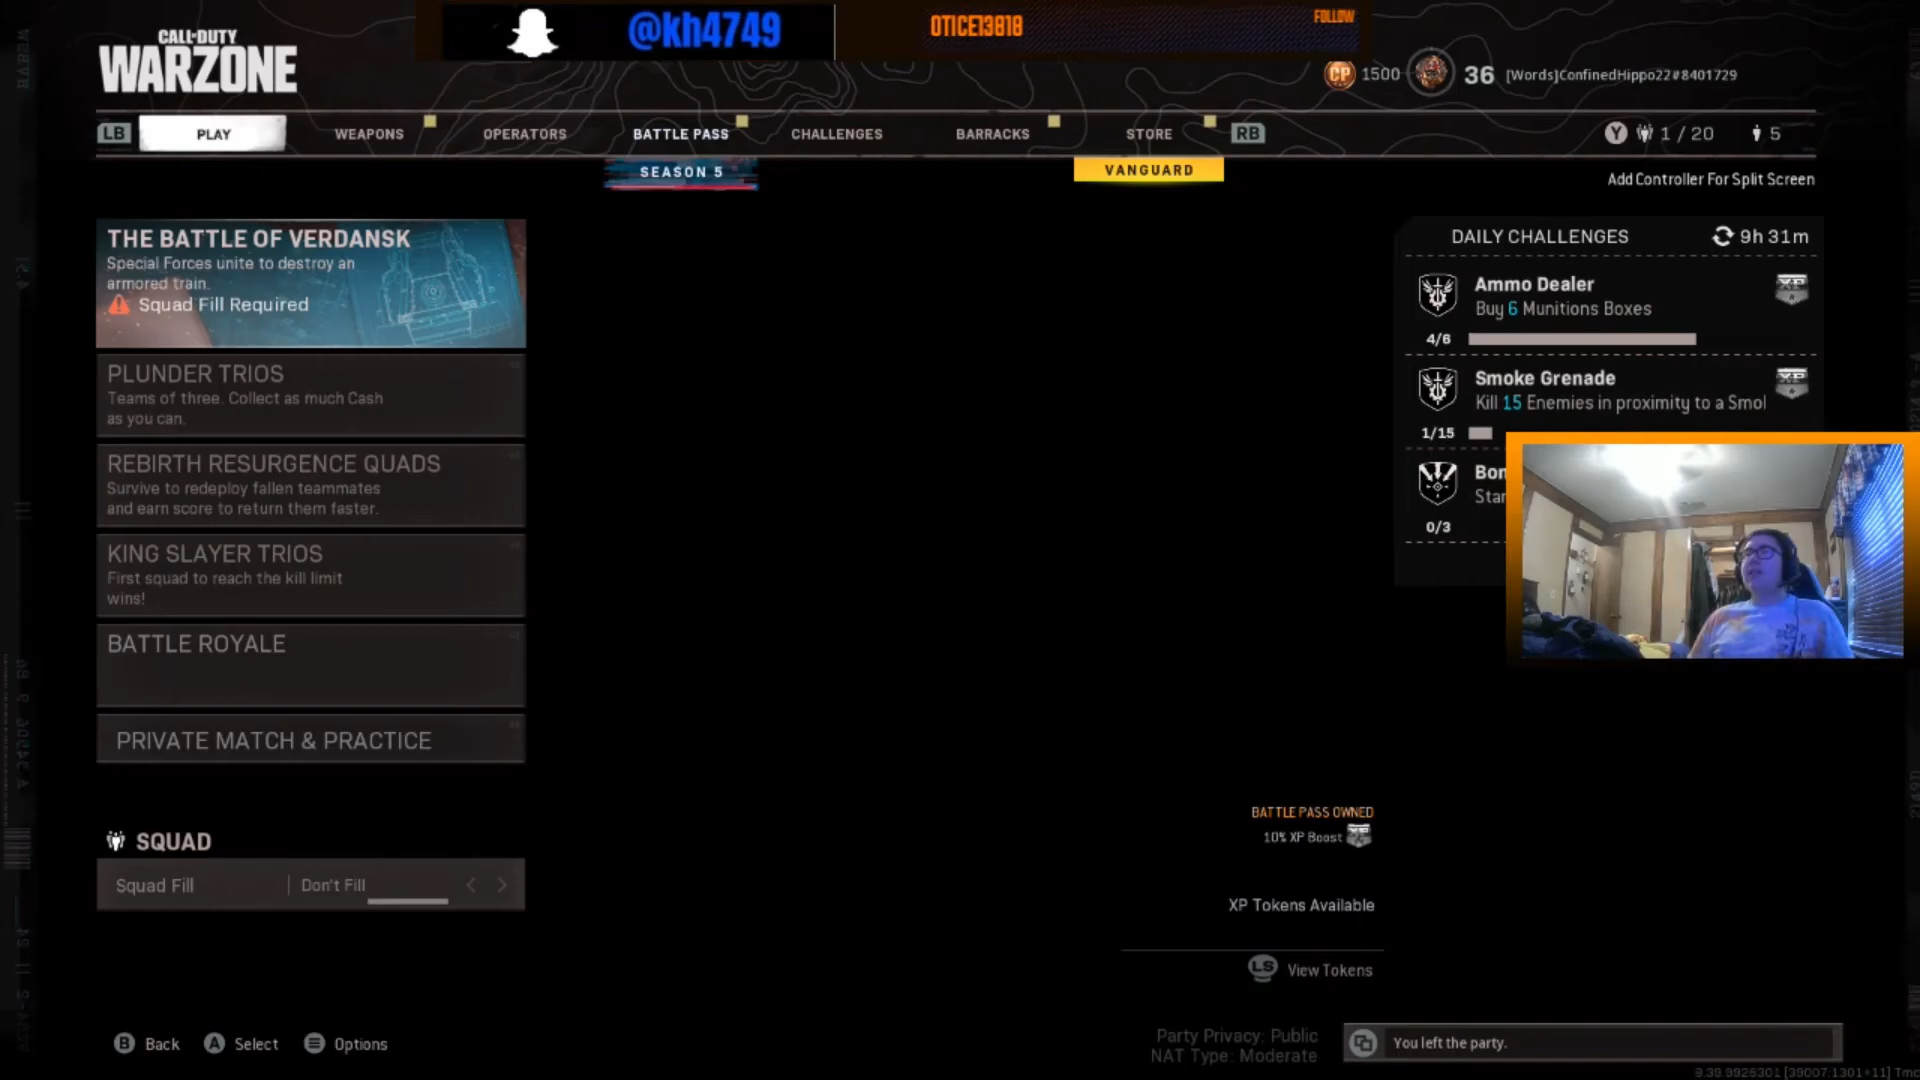 @kh4749
OTICE13818
FOLLOW
CALL OF DUTY
WARZONE
CP 1500
36
[Words]ConfinedHippo22#8401729
LB
PLAY
WEAPONS
OPERATORS
BATTLE PASS
CHALLENGES
BARRACKS
STORE
RB
Y 1 / 20
5
SEASON 5
VANGUARD
Add Controller For Split Screen
THE BATTLE OF VERDANSK
Special Forces unite to destroy an
armored train.
Squad Fill Required
PLUNDER TRIOS
Teams of three. Collect as much Cash
as you can.
REBIRTH RESURGENCE QUADS
Survive to redeploy fallen teammates
and earn score to return them faster.
KING SLAYER TRIOS
First squad to reach the kill limit
wins!
BATTLE ROYALE
PRIVATE MATCH & PRACTICE
SQUAD
Squad Fill
Don't Fill
DAILY CHALLENGES
9h 31m
Ammo Dealer
XP
Buy 6 Munitions Boxes
4/6
Smoke Grenade
XP
Kill 15 Enemies in proximity to a Smol
1/15
Bon
Star
0/3
BATTLE PASS OWNED
10% XP Boost
XP
XP Tokens Available
LS View Tokens
B Back
A Select
Options
Party Privacy: Public
NAT Type: Moderate
You left the party.